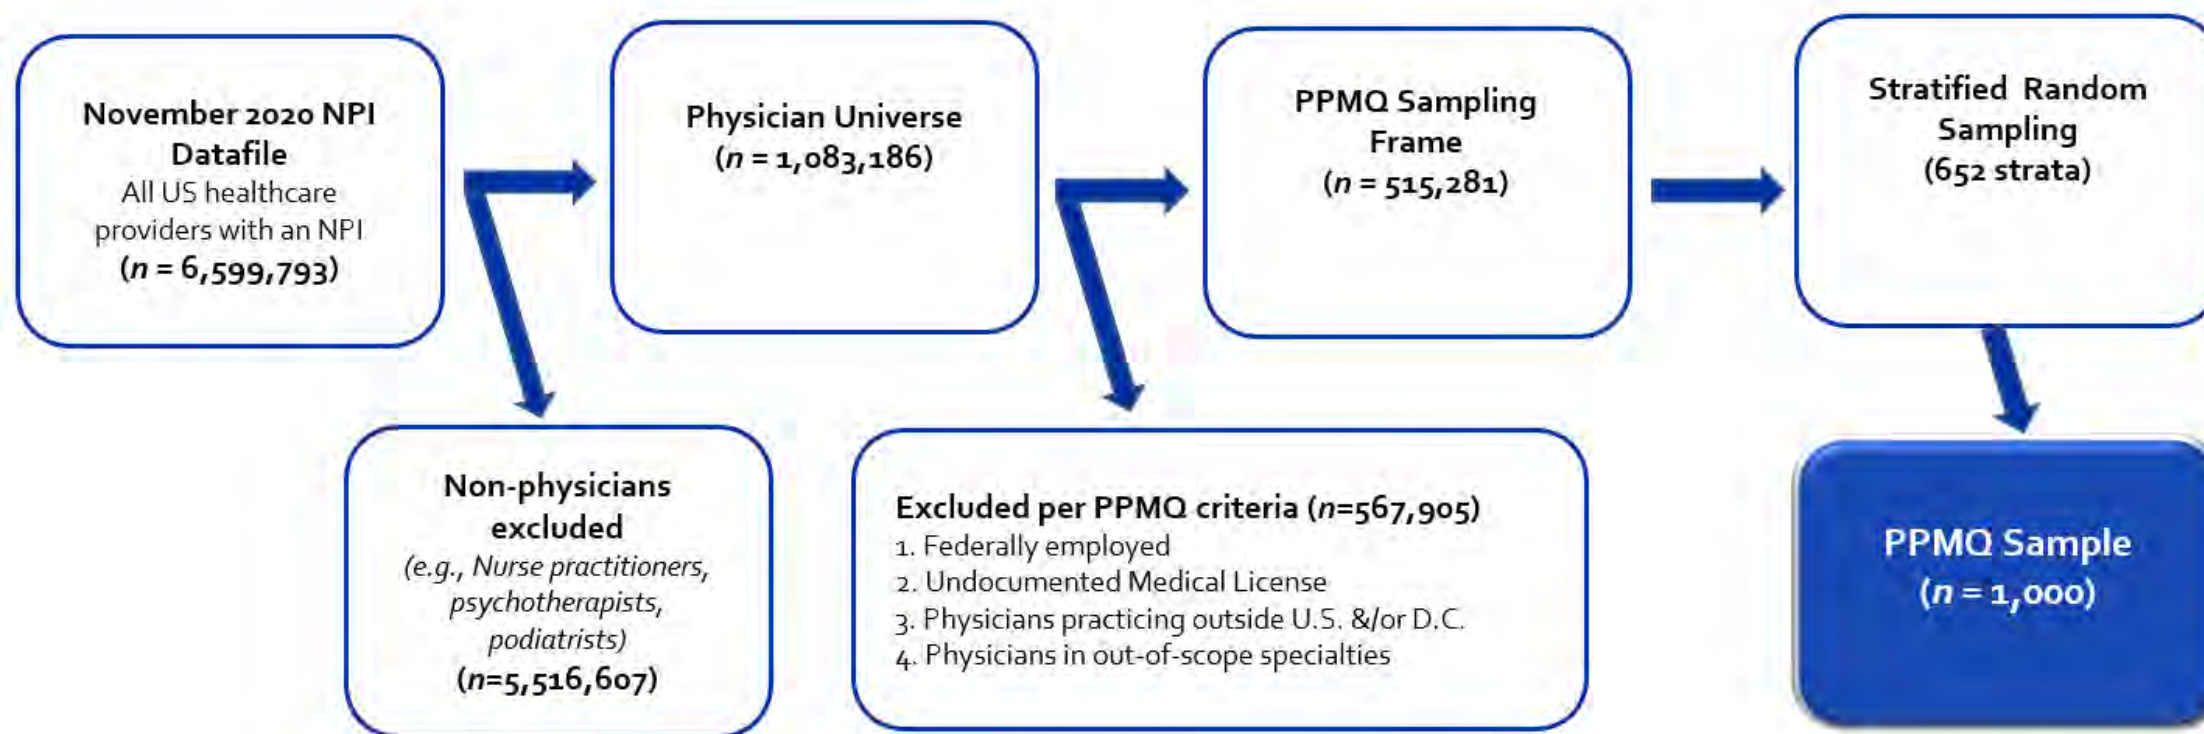 November 2020 NPI
Datafile
All US healthcare
providers with an NPI
(n = 6,599,793)
Physician Universe
(n = 1,083,186)
PPMQ Sampling
Frame
(n = 515,281)
Stratified Random
Sampling
(652 strata)
Non-physicians
excluded
(e.g., Nurse practitioners,
psychotherapists,
podiatrists)
(n=5,516,607)
Excluded per PPMQ criteria (n=567,905)
1. Federally employed
2. Undocumented Medical License
3. Physicians practicing outside U.S. &/or D.C.
4. Physicians in out-of-scope specialties
PPMQ Sample
(n = 1,000)